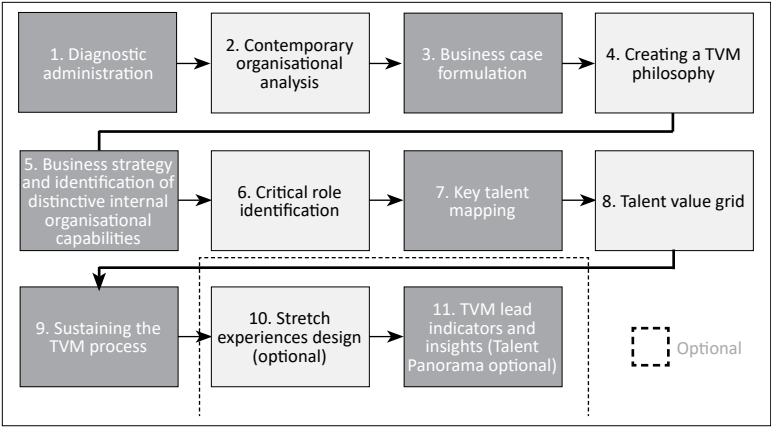 1. Diagnostic
administration
2. Contemporary
organisational
analysis
3. Business case
formulation
4. Creating a TVM
philosophy
5. Business strategy
and identification of
distinctive internal
organisational
capabilities
6. Critical role
identification
7. Key talent
mapping
8. Talent value grid
9. Sustaining the
TVM process
10. Stretch
experiences design
(optional)
11. TVM lead
indicators and
insights (Talent
Panorama optional)
Optional